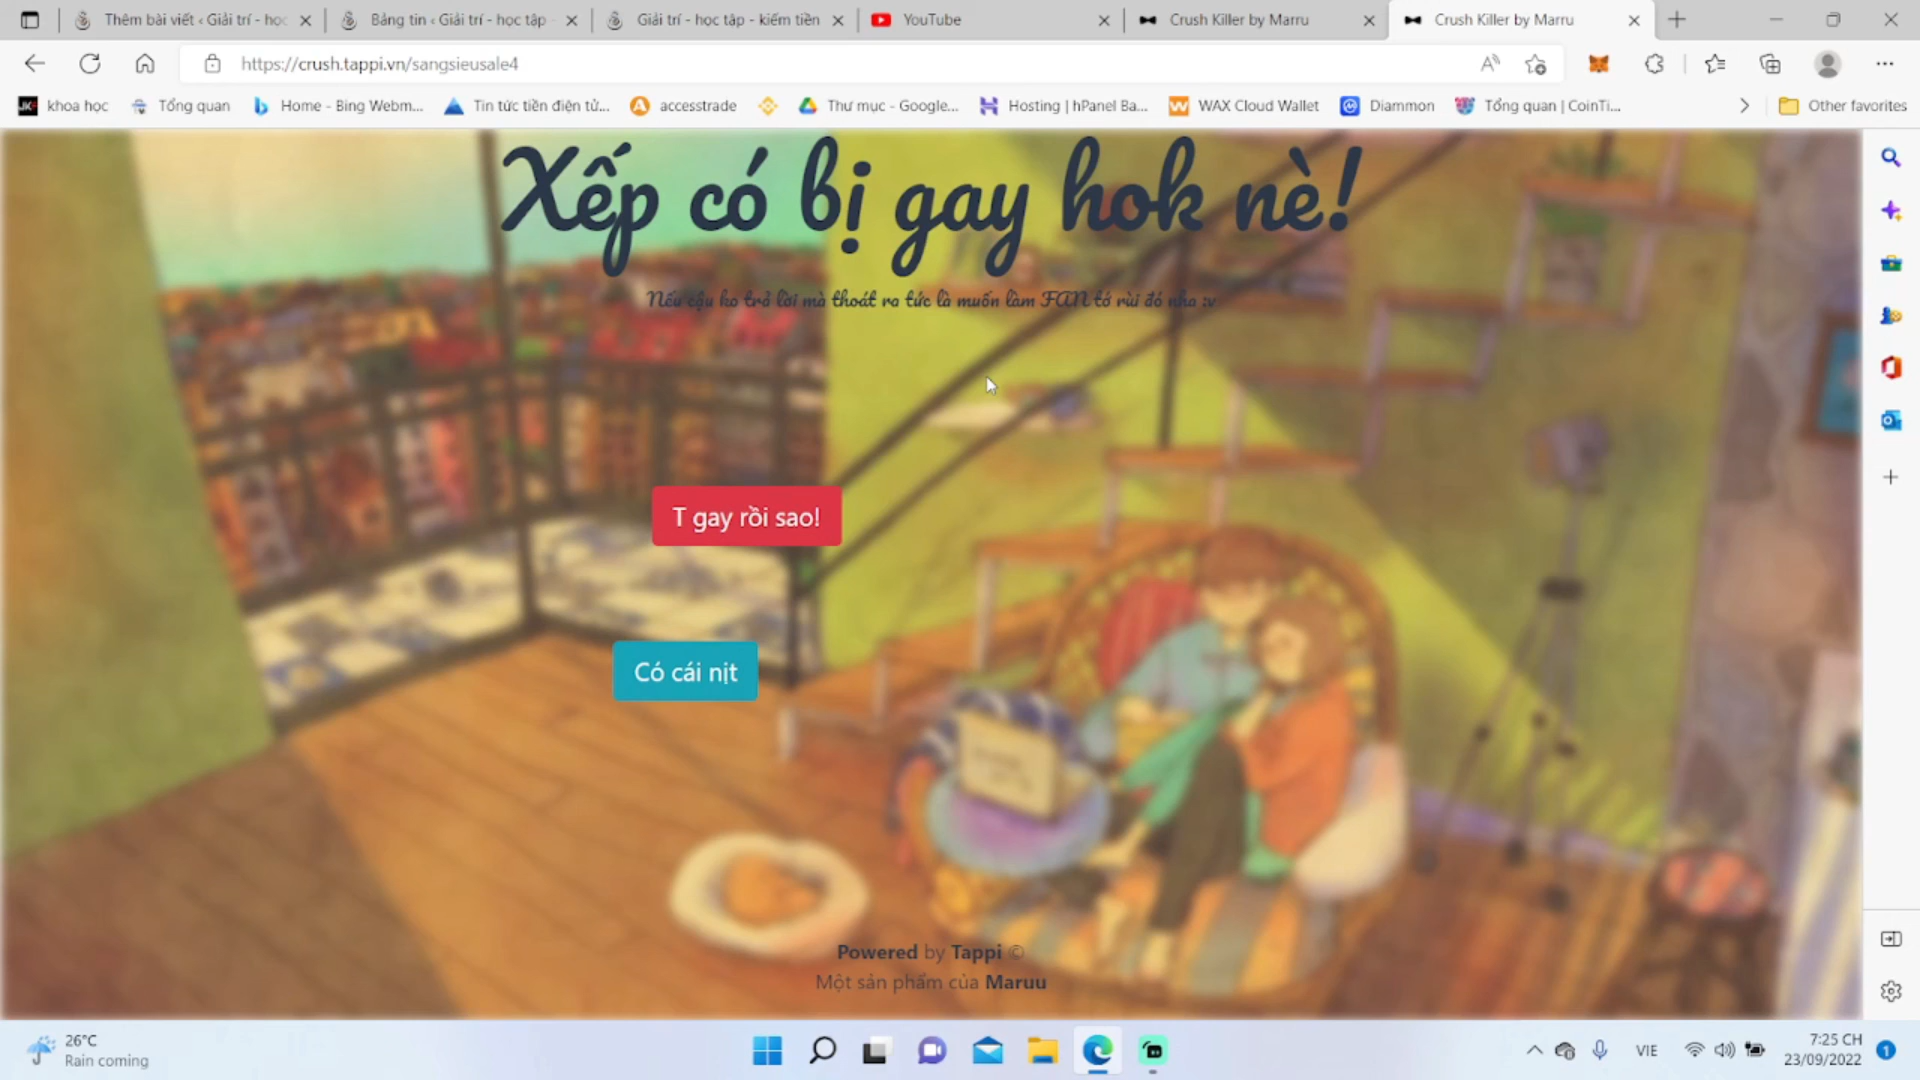 Thêm bài viết ‹ Giải trí - học
Bảng tin ‹ Giải trí - học tập
Giải trí - học tập - kiếm tiền
YouTube
Crush Killer by Marru
Crush Killer by Marru
https://crush.tappi.vn/sangsieusale4
khoa học
Tổng quan
Home - Bing Webm...
Tin tức tiền điện tử...
accesstrade
Thư mục - Google...
Hosting | hPanel Ba...
WAX Cloud Wallet
Diammon
Tổng quan | CoinTi...
Other favorites
Xếp có bị gay hok nè!
Nếu cậu ko trả lời mà thoát ra tức là muốn làm FAN tớ rùi đó nha :v
T gay rồi sao!
Có cái nịt
Powered by Tappi ©
Một sản phẩm của Maruu
26°C
Rain coming
VIE
7:25 CH
23/09/2022
1